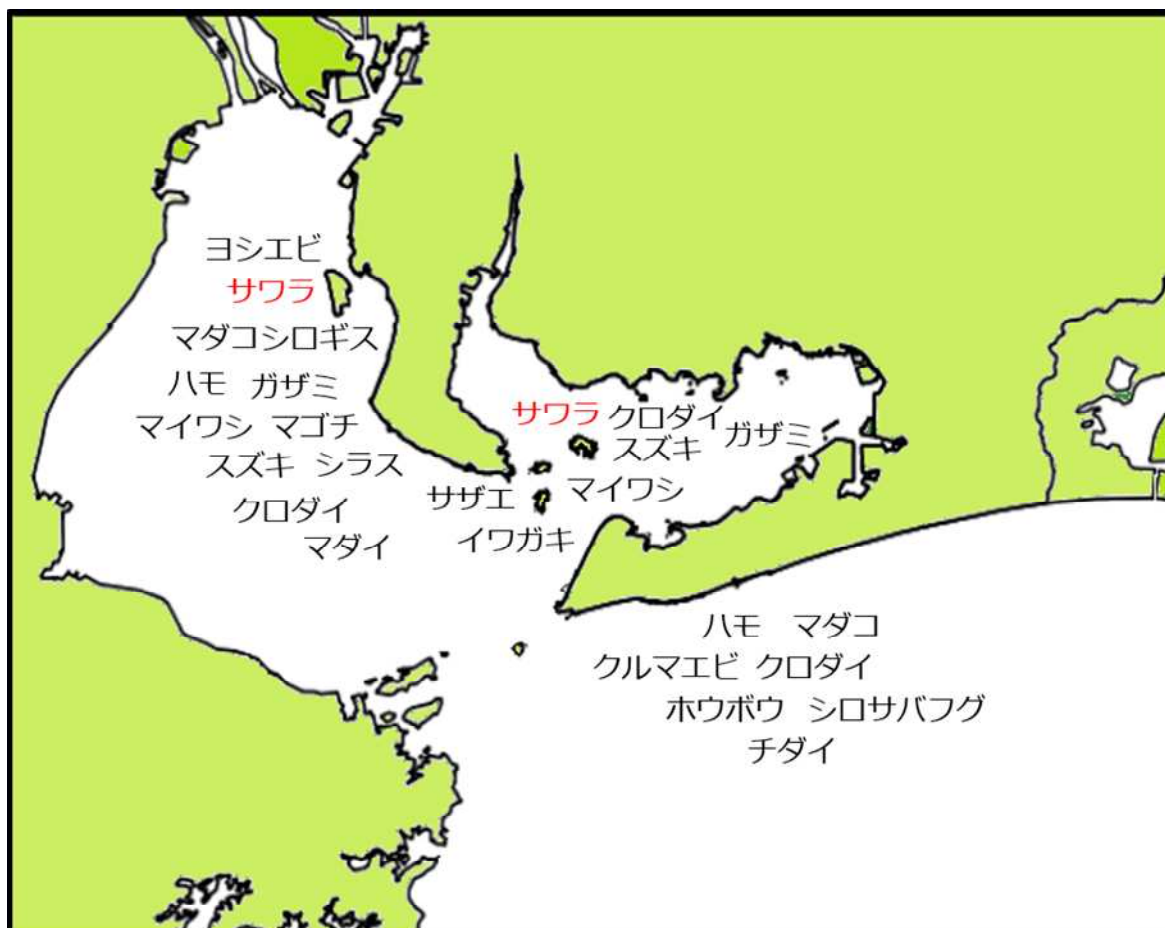 ヨシエビ
サワラ
マダコシロギス
ハモ ガザミ
マイワシ マゴチ
スズキ シラス
クロダイ
マダイ
サワラ クロダイ
スズキ ガザミ
マイワシ
サザエ
イワガキ
ハモ マダコ
クルマエビ クロダイ
ホウボウ シロサバフグ
チダイ